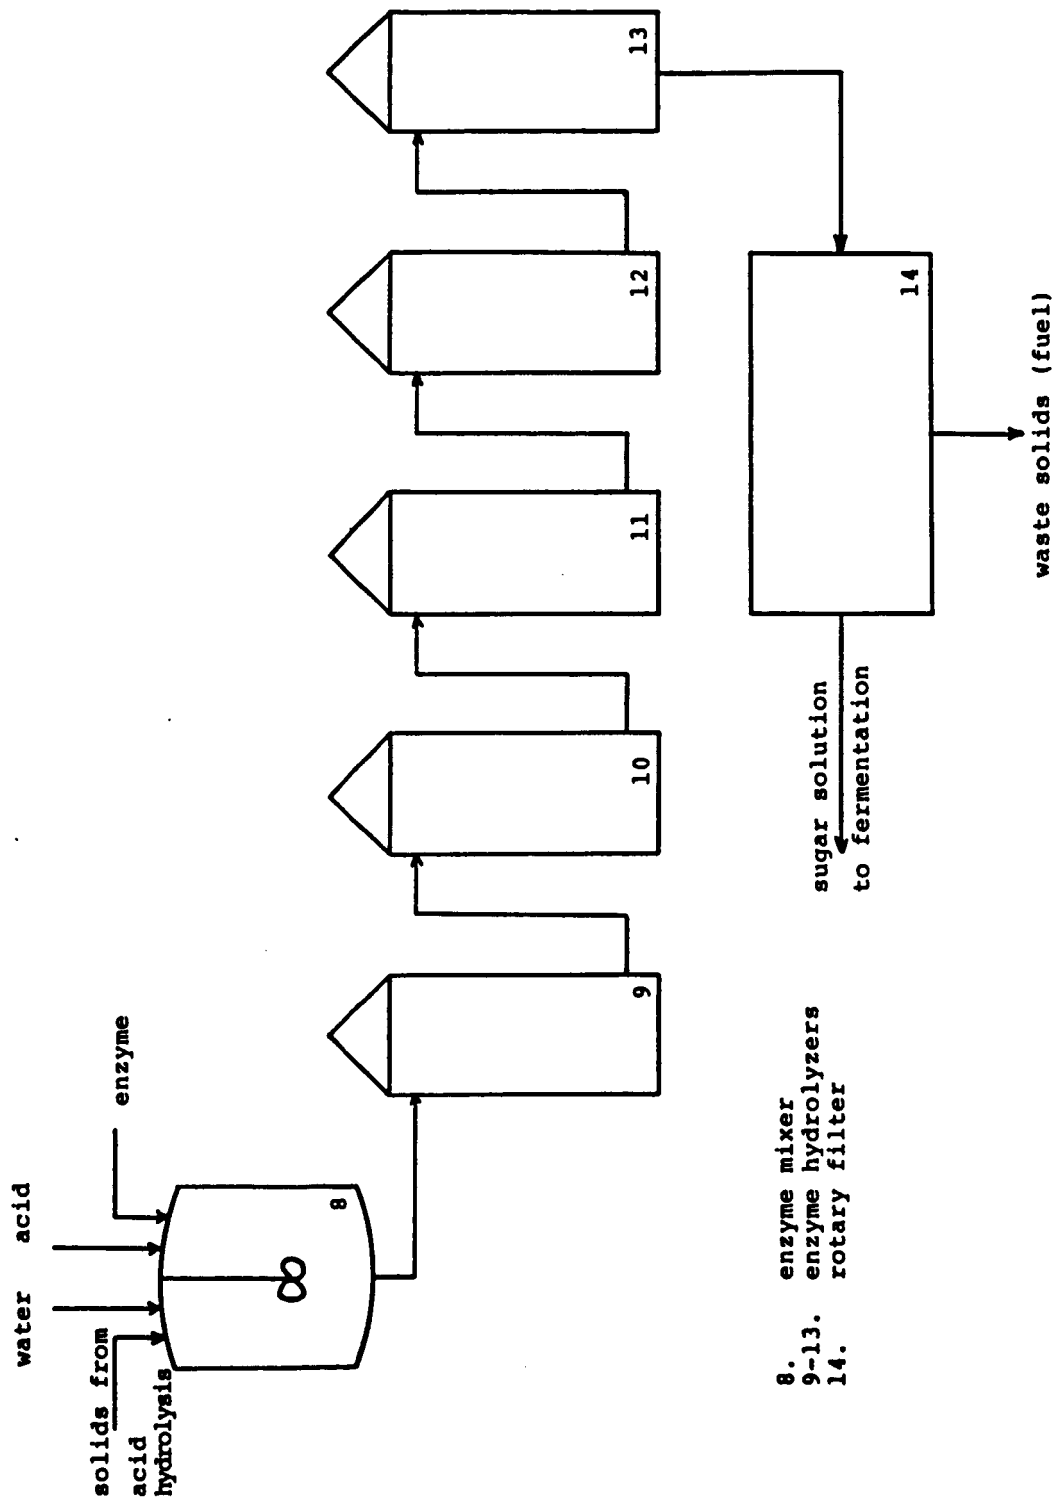 water
acid
solids from
acid
hydrolysis
enzyme
8
9
10
11
12
13
14
sugar solution
to fermentation
waste solids (fuel)
8. enzyme mixer
9-13. enzyme hydrolyzers
14. rotary filter